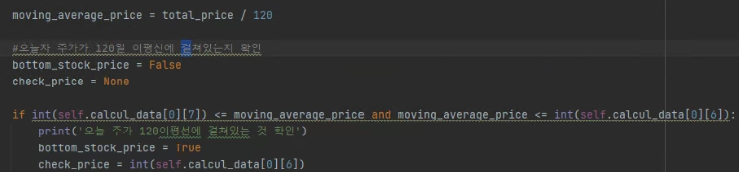 moving_average_price = total_price / 120
#오늘자 주가가 120일 이평선에 걸쳐있는지 확인
bottom_stock_price = False
check_price = None
if int(self.calcul_data[0][7]) <= moving_average_price and moving_average_price <= int(self.calcul_data[0][6]):
print('오늘 주가 120이평선에 걸쳐있는 것 확인')
bottom_stock_price = True
check_price = int(self.calcul_data[0][6])